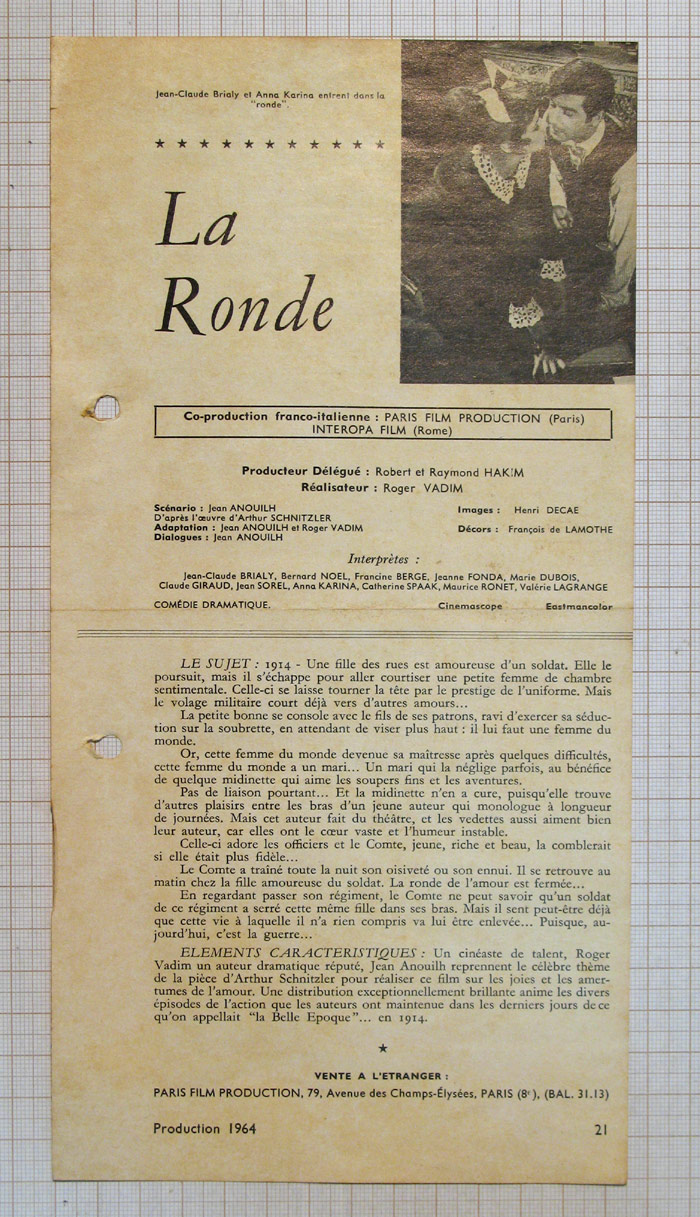 Jean-Claude Brialy et Anna Karina entrent dans la
"ronde".
★ ★ ★ ★ ★ ★ ★ ★ ★ ★ ★
La
Ronde
Co-production franco-italienne : PARIS FILM PRODUCTION (Paris)
INTEROPA FILM (Rome)
Producteur Délégué : Robert et Raymond HAKIM
Réalisateur : Roger VADIM
Scénario : Jean ANOUILH
D'après l'œuvre d'Arthur SCHNITZLER
Adaptation : Jean ANOUILH et Roger VADIM
Dialogues : Jean ANOUILH
Images : Henri DECAE
Décors : François de LAMOTHE
Interprètes :
Jean-Claude BRIALY, Bernard NOEL, Francine BERGE, Jeanne FONDA, Marie DUBOIS,
Claude GIRAUD, Jean SOREL, Anna KARINA, Catherine SPAAK, Maurice RONET, Valérie LAGRANGE
COMÉDIE DRAMATIQUE. Cinemascope Eastmancolor
LE SUJET : 1914 - Une fille des rues est amoureuse d'un soldat. Elle le
poursuit, mais il s'échappe pour aller courtiser une petite femme de chambre
sentimentale. Celle-ci se laisse tourner la tête par le prestige de l'uniforme. Mais
le volage militaire court déjà vers d'autres amours...
La petite bonne se console avec le fils de ses patrons, ravi d'exercer sa séduc-
tion sur la soubrette, en attendant de viser plus haut : il lui faut une femme du
monde.
Or, cette femme du monde devenue sa maîtresse après quelques difficultés,
cette femme du monde a un mari... Un mari qui la néglige parfois, au bénéfice
de quelque midinette qui aime les soupers fins et les aventures.
Pas de liaison pourtant... Et la midinette n'en a cure, puisqu'elle trouve
d'autres plaisirs entre les bras d'un jeune auteur qui monologue à longueur
de journées. Mais cet auteur fait du théâtre, et les vedettes aussi aiment bien
leur auteur, car elles ont le cœur vaste et l'humeur instable.
Celle-ci adore les officiers et le Comte, jeune, riche et beau, la comblerait
si elle était plus fidèle...
Le Comte a traîné toute la nuit son oisiveté ou son ennui. Il se retrouve au
matin chez la fille amoureuse du soldat. La ronde de l'amour est fermée...
En regardant passer son régiment, le Comte ne peut savoir qu'un soldat
de ce régiment a serré cette même fille dans ses bras. Mais il sent peut-être déjà
que cette vie à laquelle il n'a rien compris va lui être enlevée... Puisque, au-
jourd'hui, c'est la guerre...
ELEMENTS CARACTERISTIQUES : Un cinéaste de talent, Roger
Vadim un auteur dramatique réputé, Jean Anouilh reprennent le célèbre thème
de la pièce d'Arthur Schnitzler pour réaliser ce film sur les joies et les amer-
tumes de l'amour. Une distribution exceptionnellement brillante anime les divers
épisodes de l'action que les auteurs ont maintenue dans les derniers jours de ce
qu'on appellait "la Belle Epoque"... en 1914.
★
VENTE A L'ETRANGER :
PARIS FILM PRODUCTION, 79, Avenue des Champs-Élysées, PARIS (8e), (BAL. 31.13)
Production 1964 21